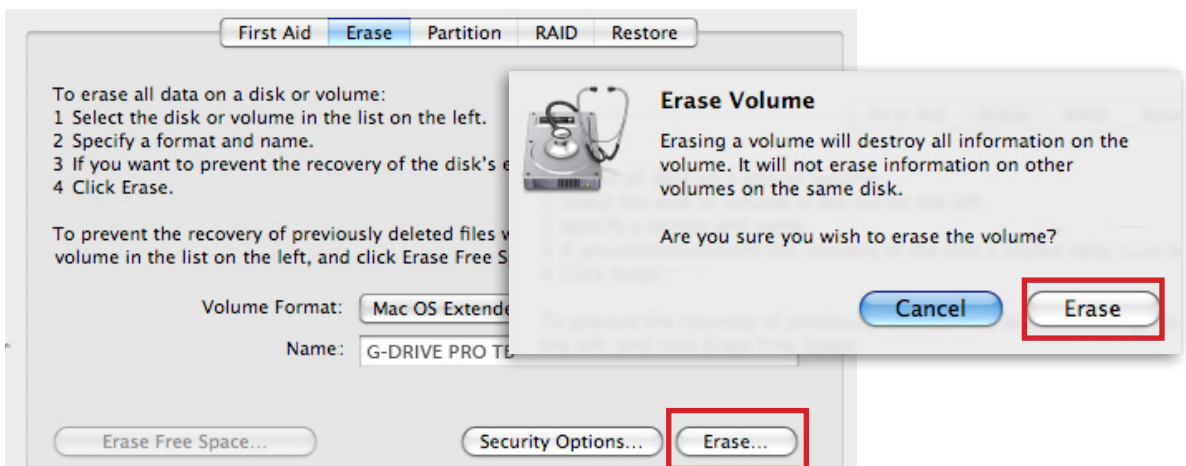 First Aid Erase Partition RAID Restore
To erase all data on a disk or volume:
1 Select the disk or volume in the list on the left.
2 Specify a format and name.
3 If you want to prevent the recovery of the disk's
4 Click Erase.
To prevent the recovery of previously deleted files
volume in the list on the left, and click Erase Free
Volume Format: Mac OS
Name: G-DRIVE PRO
Erase Free Space... Security Options... Erase...
Erase Volume
Erasing a volume will destroy all information on the
volume. It will not erase information on other
volumes on the same disk.
Are you sure you wish to erase the volume?
Cancel Erase